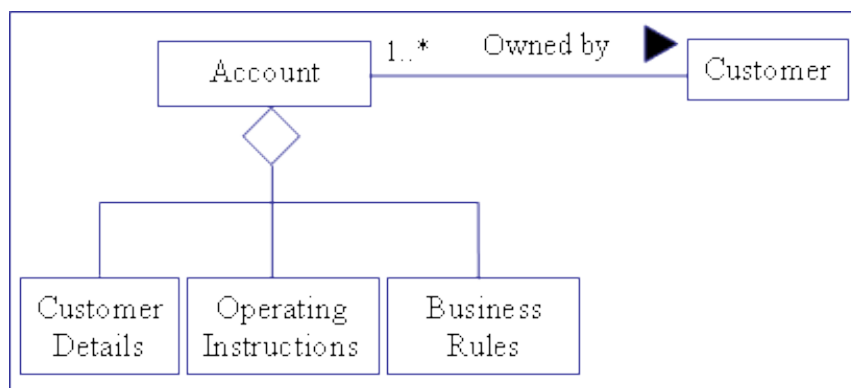 1..* Owned by
Account
Customer
Customer
Details
Operating
Instructions
Business
Rules